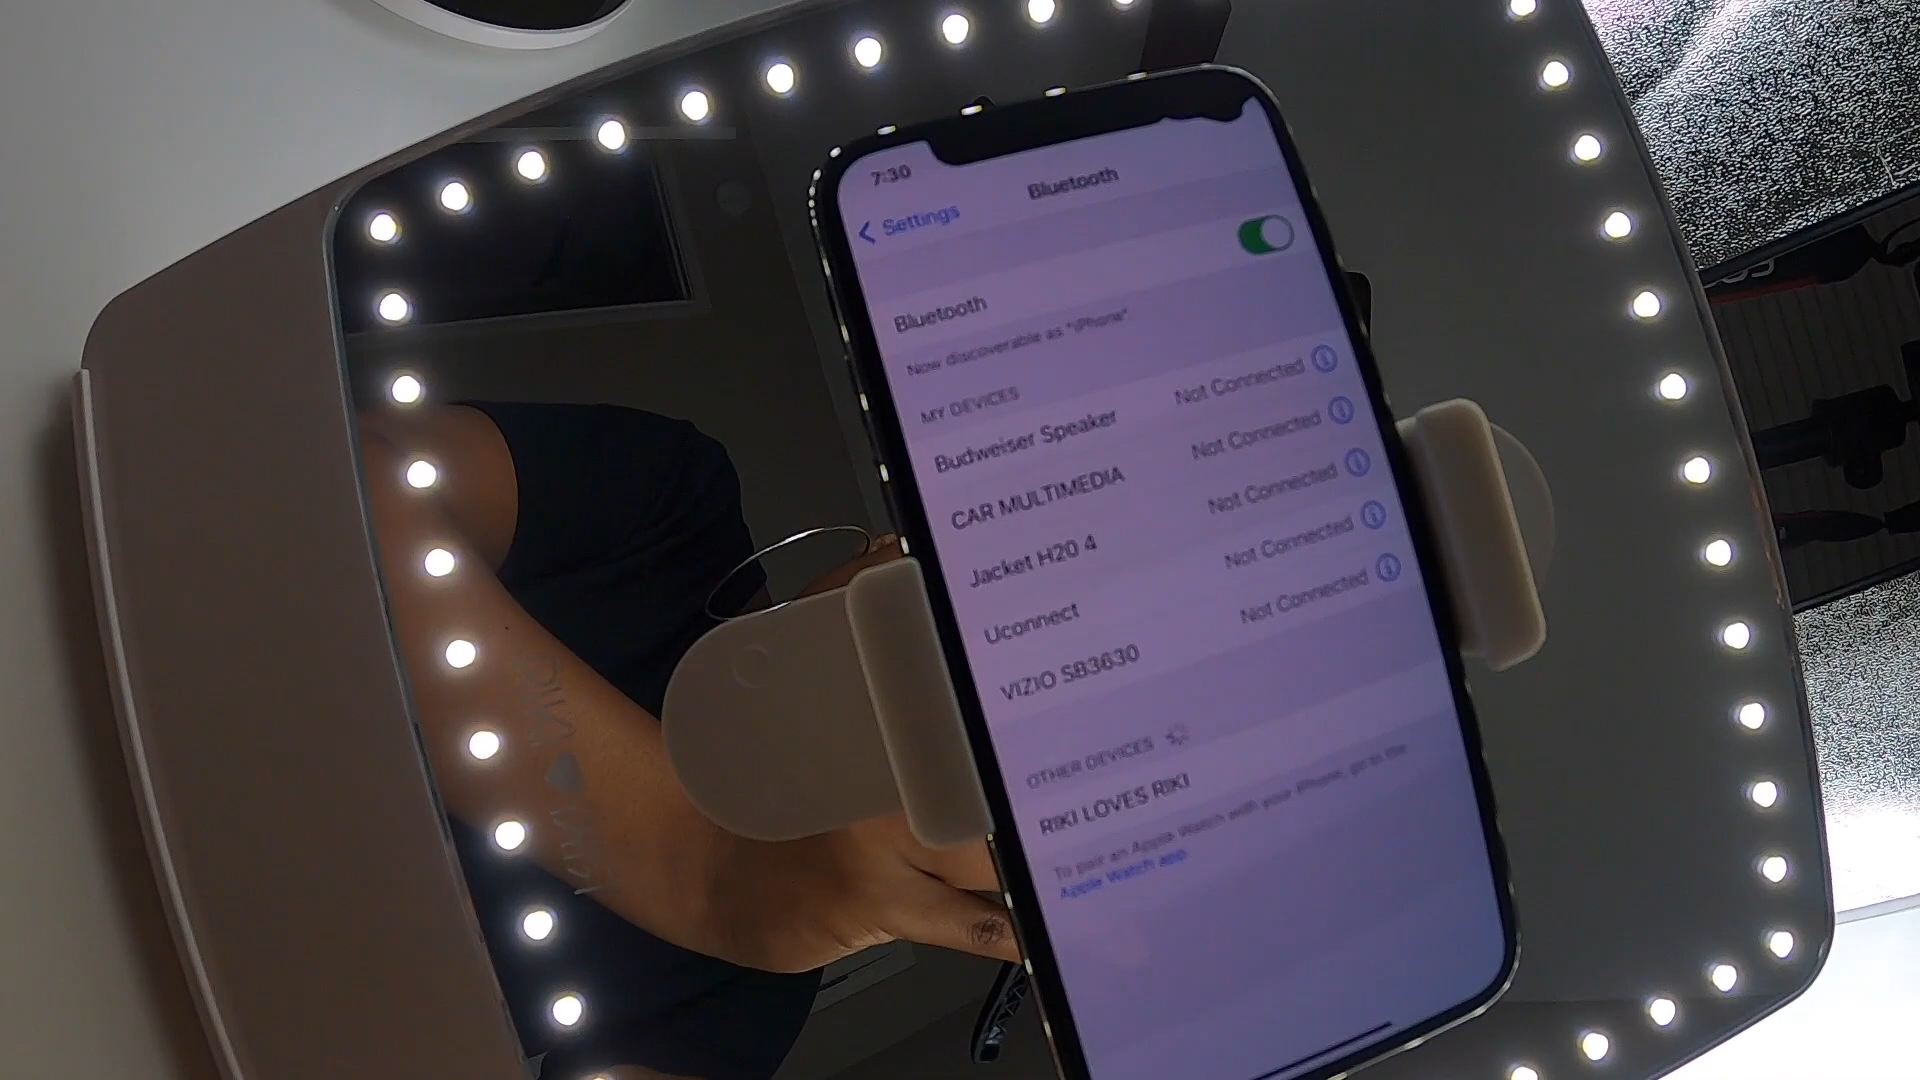 7:30
Settings
Bluetooth
Bluetooth
Now discoverable as "iPhone"
MY DEVICES
Budweiser Speaker Not Connected
CAR MULTIMEDIA Not Connected
Jacket H20 4 Not Connected
Uconnect Not Connected
VIZIO SB3630 Not Connected
OTHER DEVICES
RIKI LOVES RIKI
To pair an Apple Watch with your iPhone, go to the
Apple Watch app.